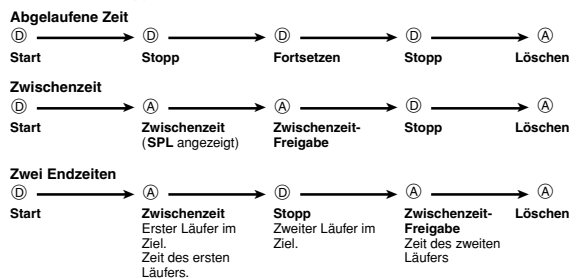 Abgelaufene Zeit
Ⓓ Ⓓ Ⓓ Ⓓ Ⓐ
Start Stopp Fortsetzen Stopp Löschen
Zwischenzeit
Ⓓ Ⓐ Ⓐ Ⓓ Ⓐ
Start Zwischenzeit Zwischenzeit- Stopp Löschen
(SPL angezeigt) Freigabe
Zwei Endzeiten
Ⓓ Ⓐ Ⓓ Ⓐ Ⓐ
Start Zwischenzeit Stopp Zwischenzeit- Löschen
Erster Läufer im Zweiter Läufer im Freigabe
Ziel. Ziel. Zeit des zweiten
Zeit des ersten Läufers
Läufers.